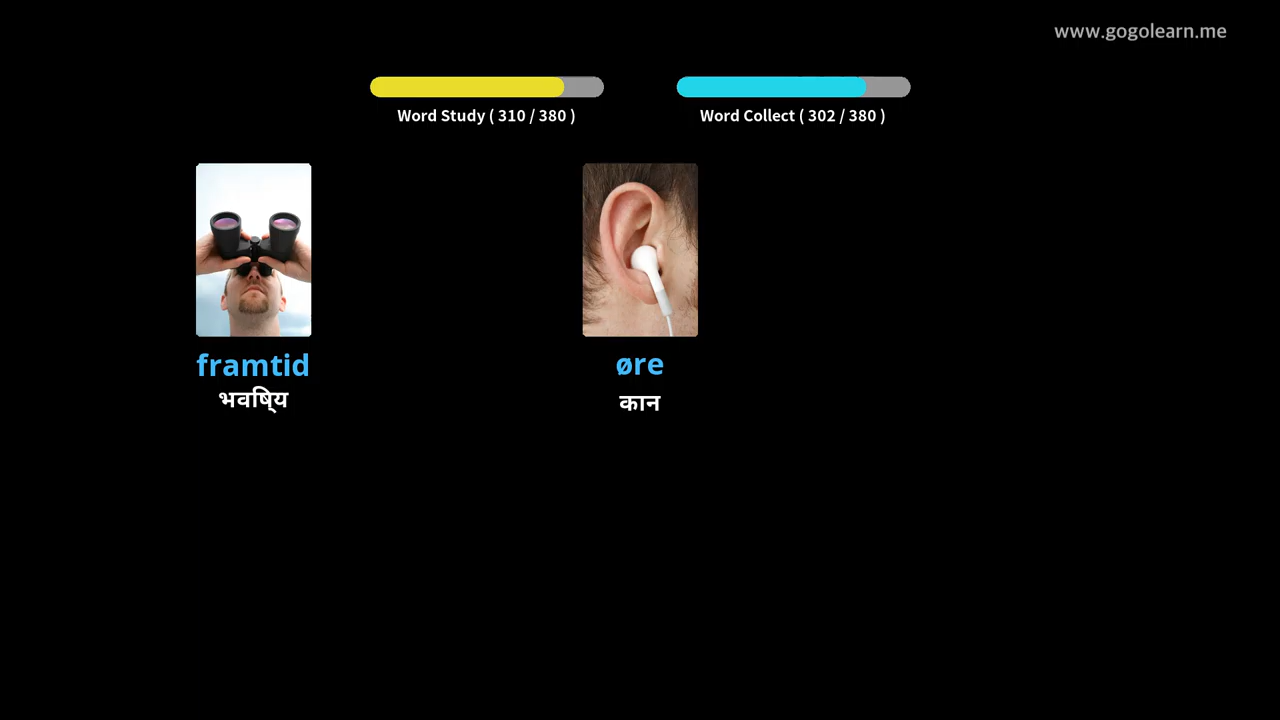 www.gogolearn.me
Word Study ( 310 / 380 )
Word Collect ( 302 / 380 )
framtid
भविष्य
øre
कान